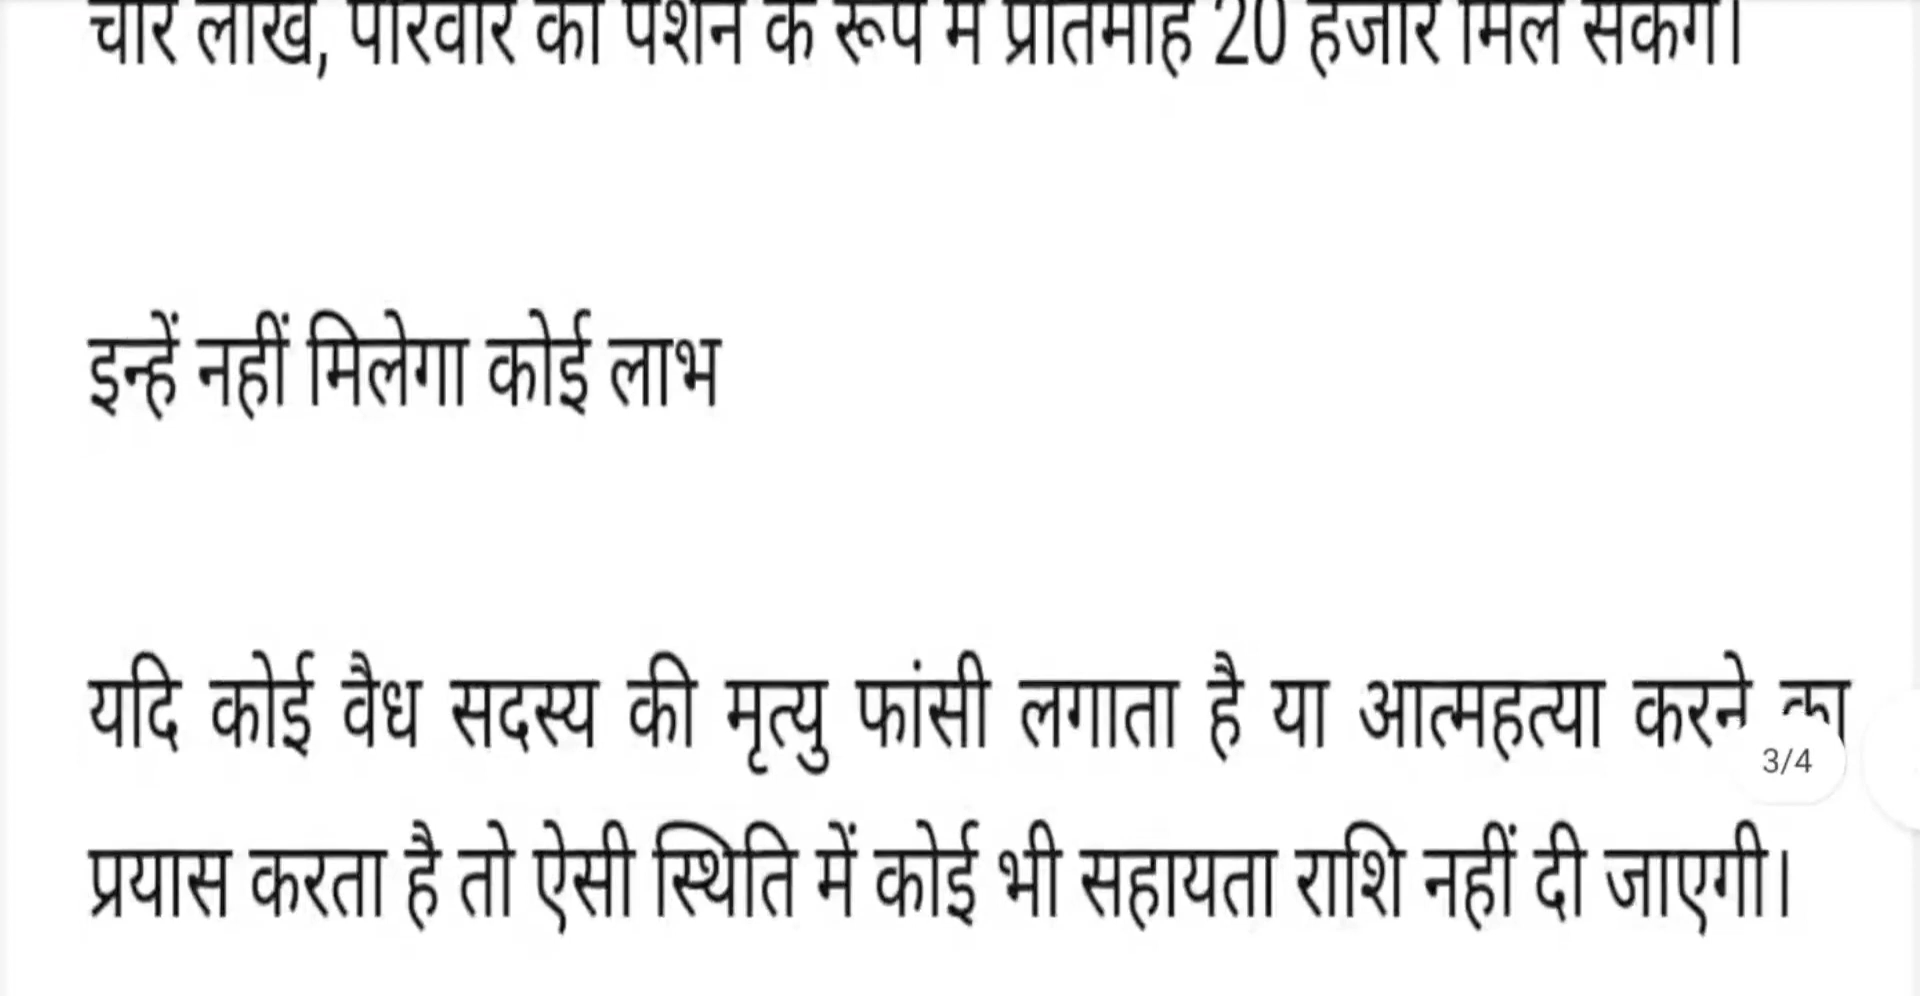 चार लाख, परिवार को पेंशन के रूप में प्रतिमाह 20 हजार मिल सकेंगे।
इन्हें नहीं मिलेगा कोई लाभ
यदि कोई वैध सदस्य की मृत्यु फांसी लगाता है या आत्महत्या करने का
3/4
प्रयास करता है तो ऐसी स्थिति में कोई भी सहायता राशि नहीं दी जाएगी।